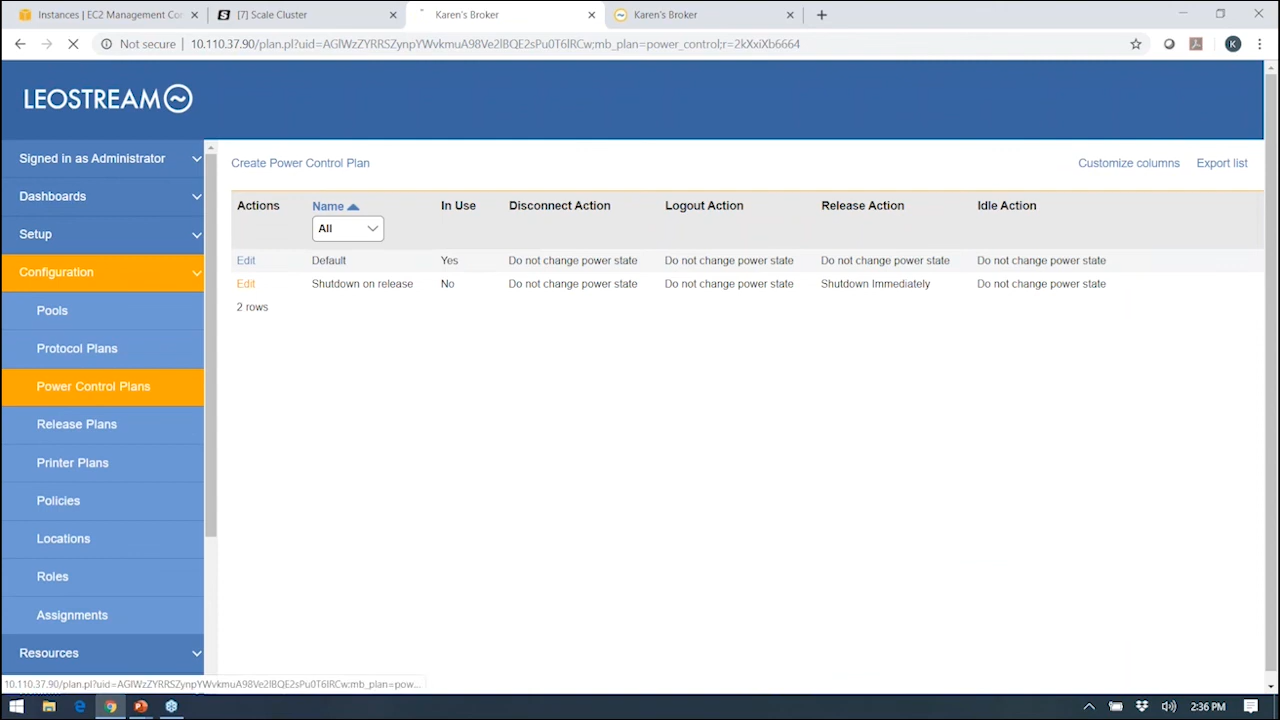 Instances | EC2 Management Con
[7] Scale Cluster
Karen's Broker
Karen's Broker
Not secure | 10.110.37.90/plan.pl?uid=AGlWzZYRRSZynpYWvkmuA98Ve2lBQE2sPu0T6lRCw;mb_plan=power_control;r=2kXxiXb6664
K
LEOSTREAM
Signed in as Administrator
Dashboards
Setup
Configuration
Pools
Protocol Plans
Power Control Plans
Release Plans
Printer Plans
Policies
Locations
Roles
Assignments
Resources
Create Power Control Plan
Customize columns
Export list
Actions Name In Use Disconnect Action Logout Action Release Action Idle Action
All
Edit Default Yes Do not change power state Do not change power state Do not change power state Do not change power state
Edit Shutdown on release No Do not change power state Do not change power state Shutdown Immediately Do not change power state
2 rows
10.110.37.90/plan.pl?uid=AGlWzZYRRSZynpYWvkmuA98Ve2lBQE2sPu0T6lRCw;mb_plan=pow...
2:36 PM